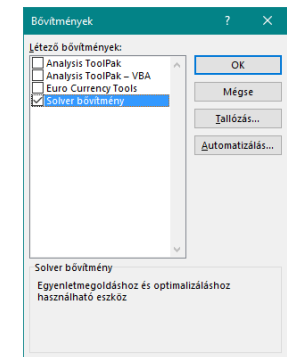 Bővítmények
?
Létező bővítmények:
Analysis ToolPak
Analysis ToolPak – VBA
Euro Currency Tools
Solver bővítmény
OK
Mégse
Tallózás...
Automatizálás...
Solver bővítmény
Egyenletmegoldáshoz és optimalizáláshoz
használható eszköz